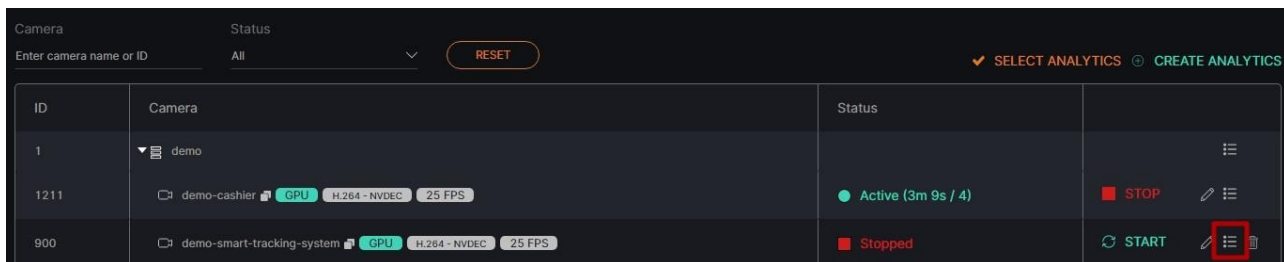 Camera Status
Enter camera name or ID All RESET
SELECT ANALYTICS CREATE ANALYTICS
ID Camera Status
1 demo
1211 demo-cashier GPU H.264 - NVDEC 25 FPS Active (3m 9s / 4) STOP
900 demo-smart-tracking-system GPU H.264 - NVDEC 25 FPS Stopped START